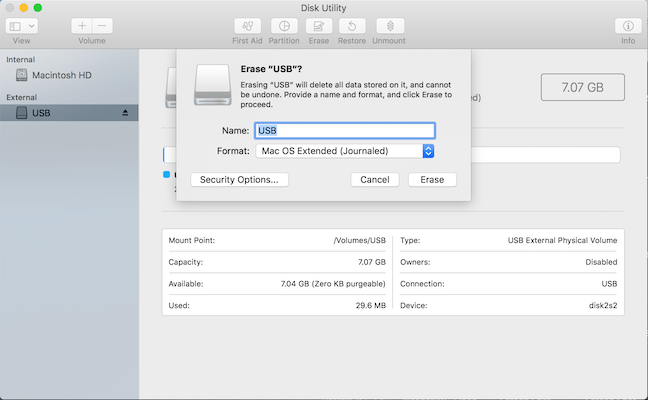 Disk Utility
View
Volume
First Aid
Partition
Erase
Restore
Unmount
Info
Internal
Macintosh HD
External
USB
Erase “USB”?
Erasing “USB” will delete all data stored on it, and cannot
be undone. Provide a name and format, and click Erase to
proceed.
7.07 GB
Name: USB
Format: Mac OS Extended (Journaled)
Security Options...
Cancel
Erase
Mount Point: /Volumes/USB
Type: USB External Physical Volume
Capacity: 7.07 GB
Owners: Disabled
Available: 7.04 GB (Zero KB purgeable)
Connection: USB
Used: 29.6 MB
Device: disk2s2